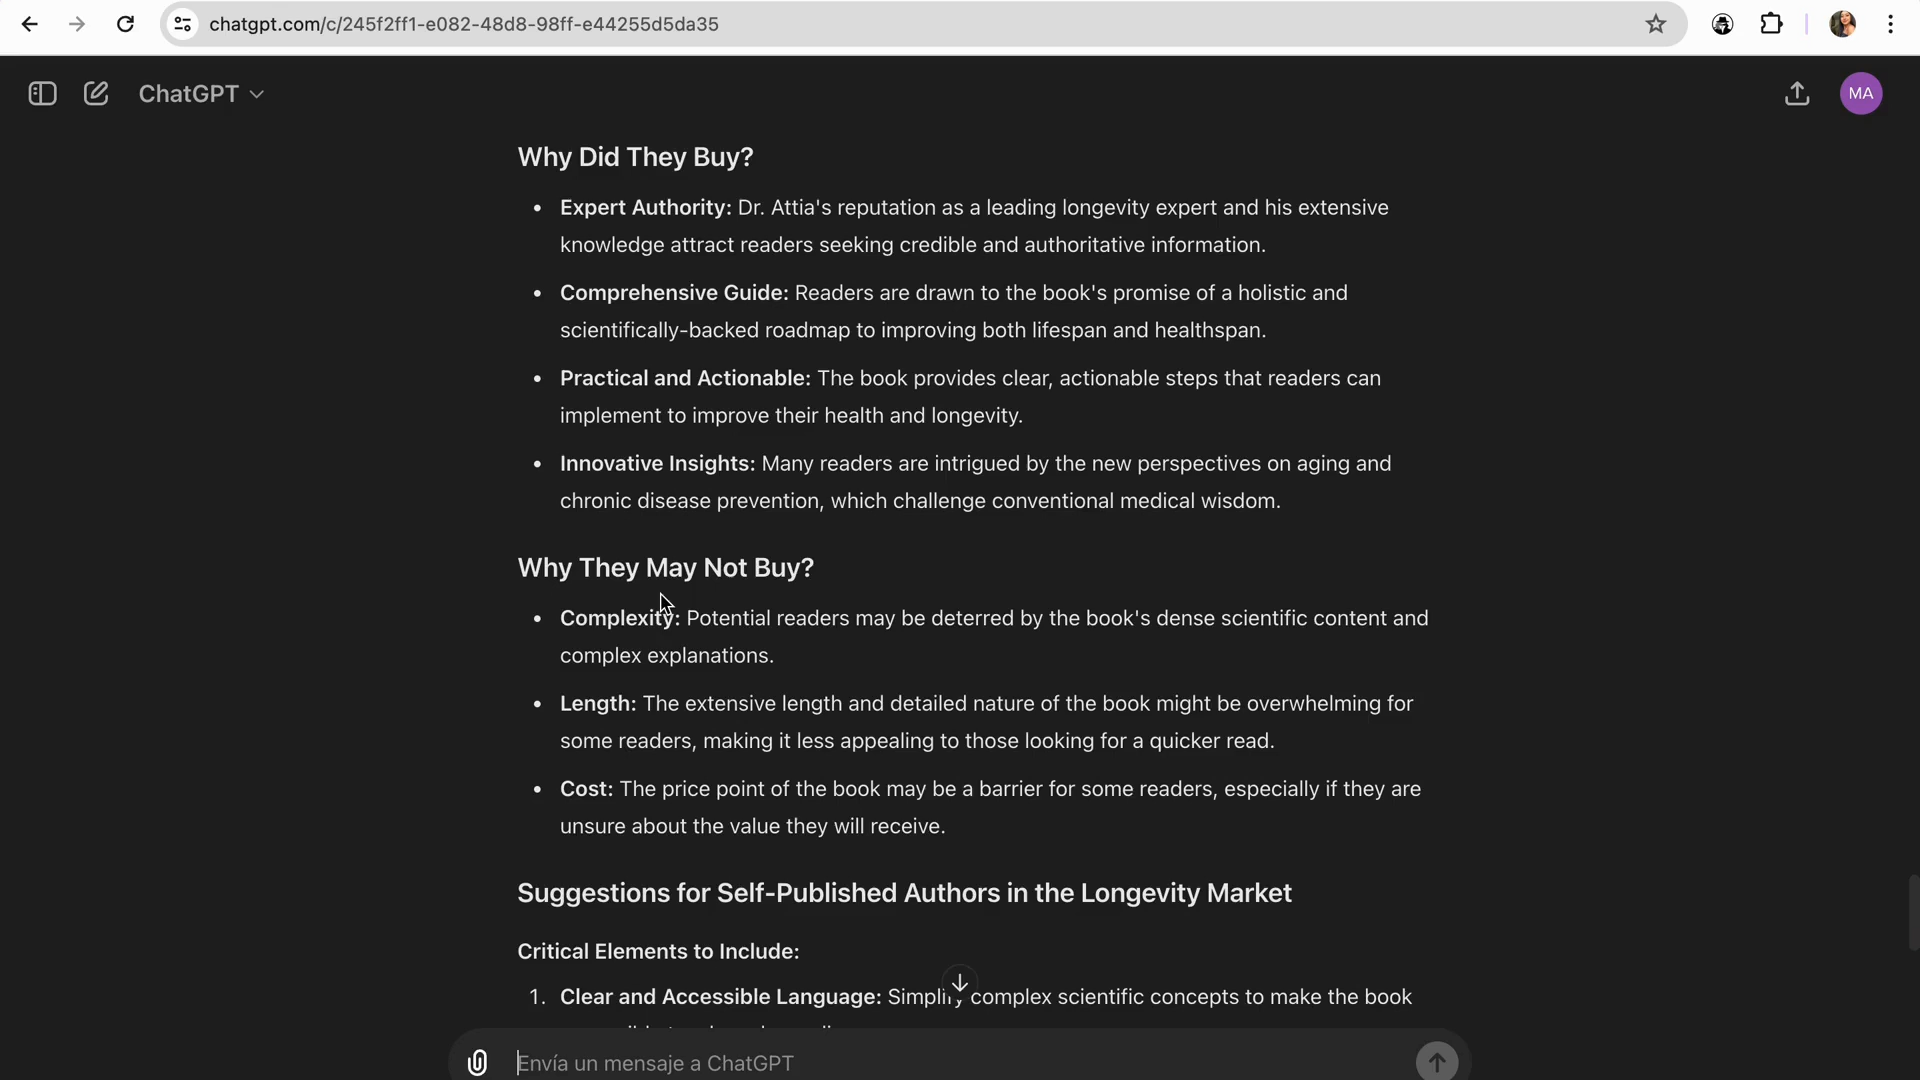 chatgpt.com/c/245f2ff1-e082-48d8-98ff-e44255d5da35
ChatGPT
MA
Why Did They Buy?
• Expert Authority: Dr. Attia's reputation as a leading longevity expert and his extensive
knowledge attract readers seeking credible and authoritative information.
• Comprehensive Guide: Readers are drawn to the book's promise of a holistic and
scientifically-backed roadmap to improving both lifespan and healthspan.
• Practical and Actionable: The book provides clear, actionable steps that readers can
implement to improve their health and longevity.
• Innovative Insights: Many readers are intrigued by the new perspectives on aging and
chronic disease prevention, which challenge conventional medical wisdom.
Why They May Not Buy?
• Complexity: Potential readers may be deterred by the book's dense scientific content and
complex explanations.
• Length: The extensive length and detailed nature of the book might be overwhelming for
some readers, making it less appealing to those looking for a quicker read.
• Cost: The price point of the book may be a barrier for some readers, especially if they are
unsure about the value they will receive.
Suggestions for Self-Published Authors in the Longevity Market
Critical Elements to Include:
1. Clear and Accessible Language: Simplify complex scientific concepts to make the book
Envía un mensaje a ChatGPT